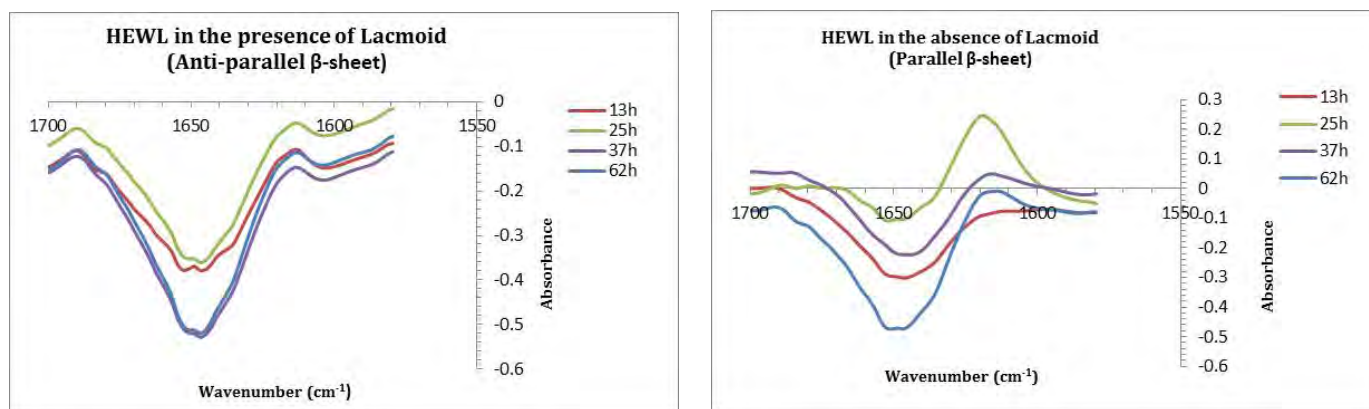 HEWL in the presence of Lacmoid
(Anti-parallel β-sheet)
0
1700
1650
1600
1550
-0.1
-0.2
-0.3
-0.4
-0.5
-0.6
Absorbance
13h
25h
37h
62h
Wavenumber (cm-1)
HEWL in the absence of Lacmoid
(Parallel β-sheet)
0.3
0.2
0.1
0
1700
1650
1600
1550
-0.1
-0.2
-0.3
-0.4
-0.5
-0.6
Absorbance
13h
25h
37h
62h
Wavenumber (cm-1)